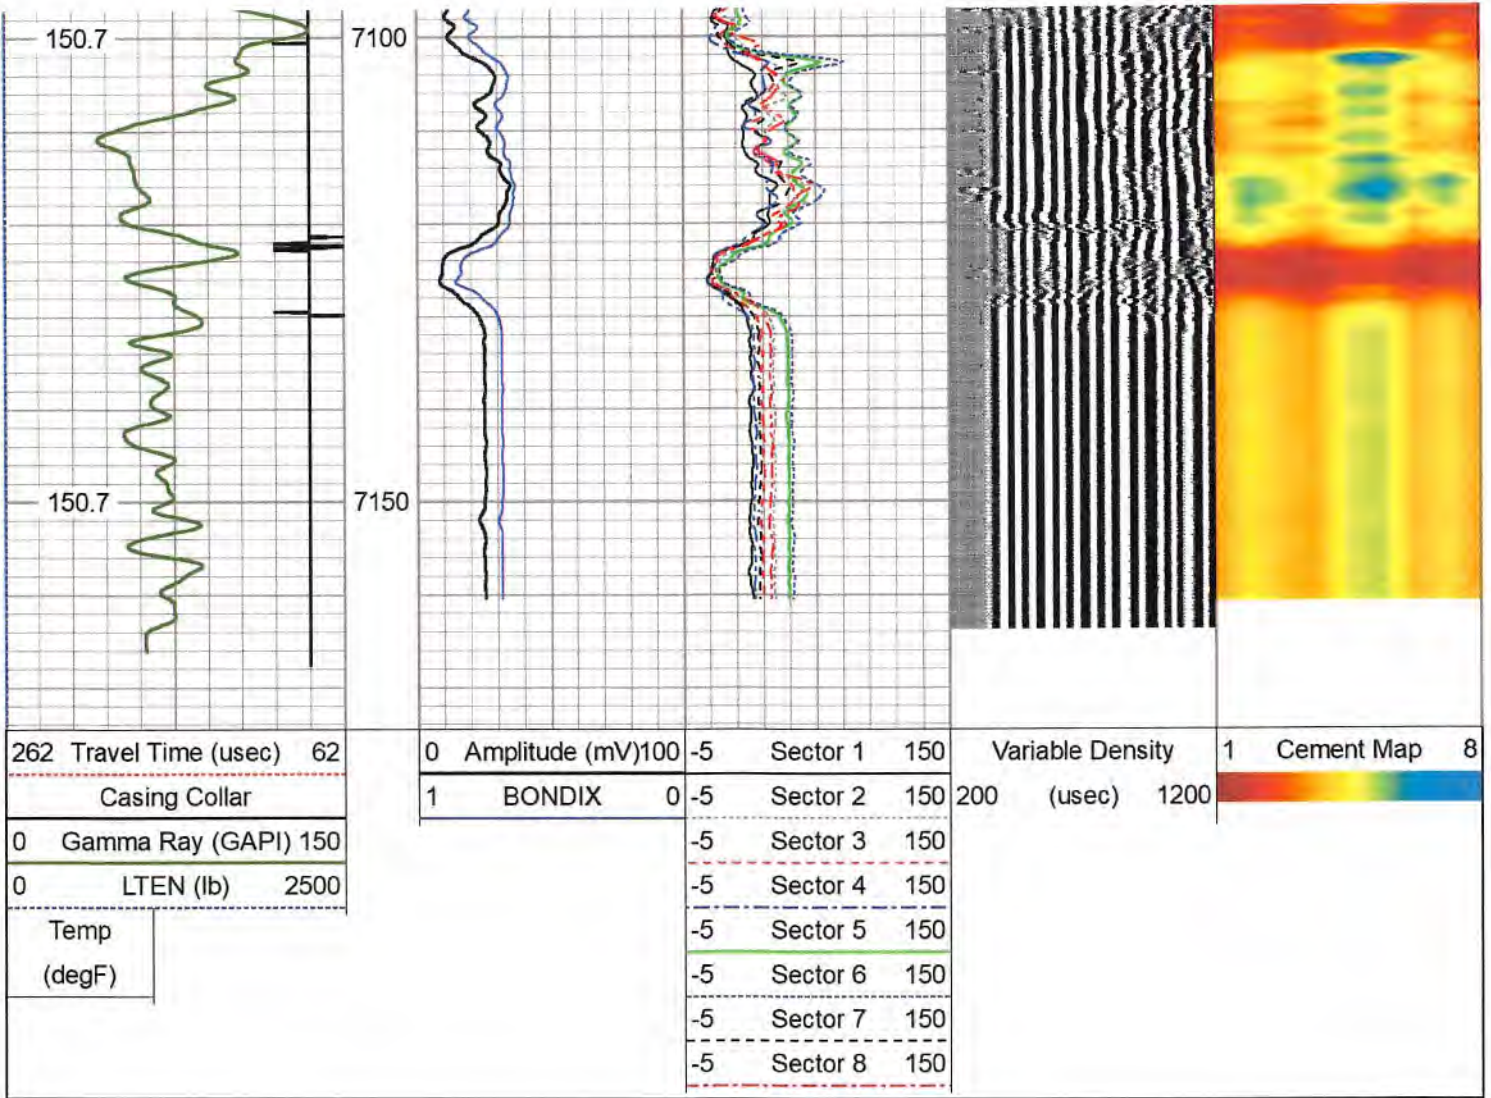 150.7
7100
150.7
7150
262 Travel Time (usec) 62
Casing Collar
0 Gamma Ray (GAPI) 150
0 LTEN (lb) 2500
Temp
(degF)
0 Amplitude (mV)100
1 BONDIX 0
-5 Sector 1 150
-5 Sector 2 150
-5 Sector 3 150
-5 Sector 4 150
-5 Sector 5 150
-5 Sector 6 150
-5 Sector 7 150
-5 Sector 8 150
Variable Density
200 (usec) 1200
1 Cement Map 8